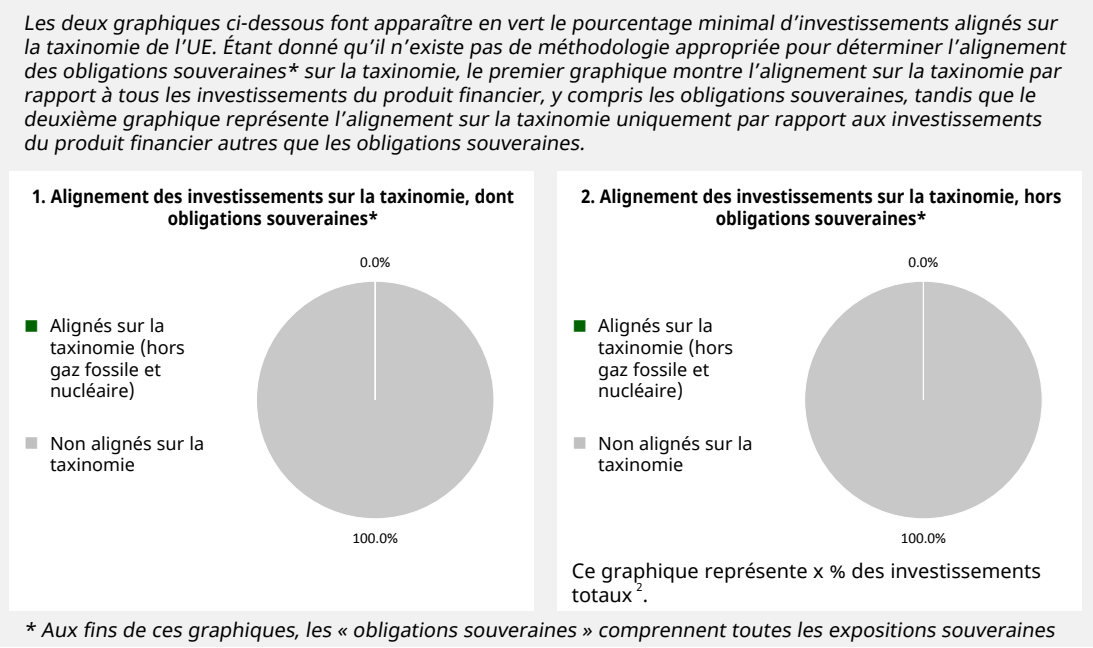 Les deux graphiques ci-dessous font apparaître en vert le pourcentage minimal d’investissements alignés sur
la taxinomie de l’UE. Étant donné qu’il n’existe pas de méthodologie appropriée pour déterminer l’alignement
des obligations souveraines* sur la taxinomie, le premier graphique montre l’alignement sur la taxinomie par
rapport à tous les investissements du produit financier, y compris les obligations souveraines, tandis que le
deuxième graphique représente l’alignement sur la taxinomie uniquement par rapport aux investissements
du produit financier autres que les obligations souveraines.
1. Alignement des investissements sur la taxinomie, dont
obligations souveraines*
0.0%
Alignés sur la
taxinomie (hors
gaz fossile et
nucléaire)
Non alignés sur la
taxinomie
100.0%
2. Alignement des investissements sur la taxinomie, hors
obligations souveraines*
0.0%
Alignés sur la
taxinomie (hors
gaz fossile et
nucléaire)
Non alignés sur la
taxinomie
100.0%
Ce graphique représente x % des investissements
totaux ².
* Aux fins de ces graphiques, les « obligations souveraines » comprennent toutes les expositions souveraines